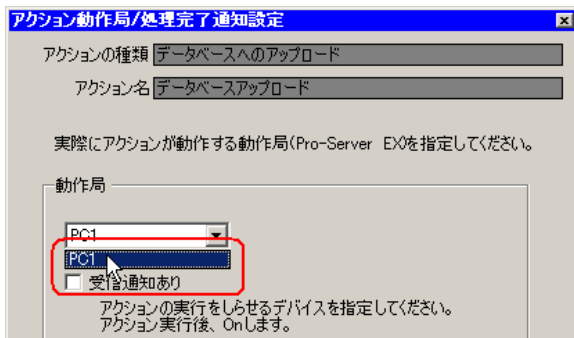 アクション動作局/処理完了通知設定
アクションの種類 データベースへのアップロード
アクション名 データベースアップロード
実際にアクションが動作する動作局(Pro-Server EX)を指定してください。
動作局
PC1
PC1
受信通知あり
アクションの実行をしらせるデバイスを指定してください。
アクション実行後、Onします。